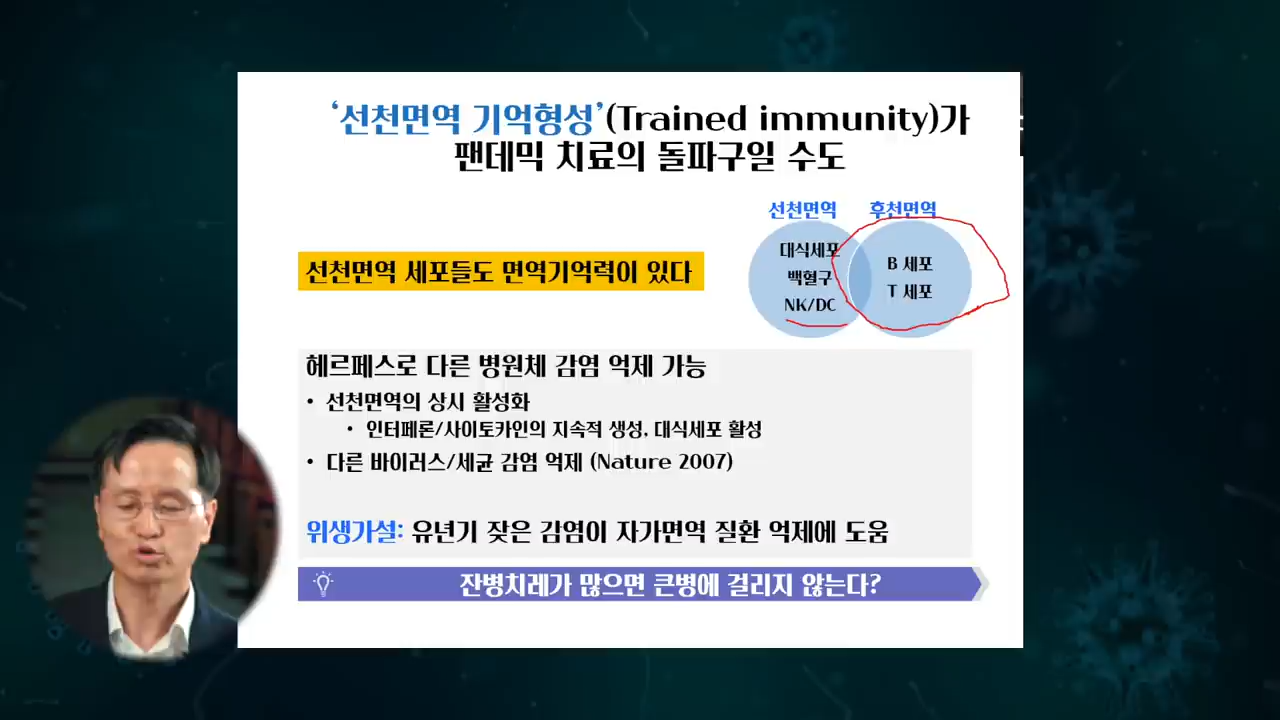 ‘선천면역 기억형성’(Trained immunity)가
팬데믹 치료의 돌파구일 수도
선천면역 후천면역
대식세포
백혈구
NK/DC
B 세포
T 세포
선천면역 세포들도 면역기억력이 있다
헤르페스로 다른 병원체 감염 억제 가능
• 선천면역의 상시 활성화
• 인터페론/사이토카인의 지속적 생성, 대식세포 활성
• 다른 바이러스/세균 감염 억제 (Nature 2007)
위생가설: 유년기 잦은 감염이 자가면역 질환 억제에 도움
잔병치레가 많으면 큰병에 걸리지 않는다?